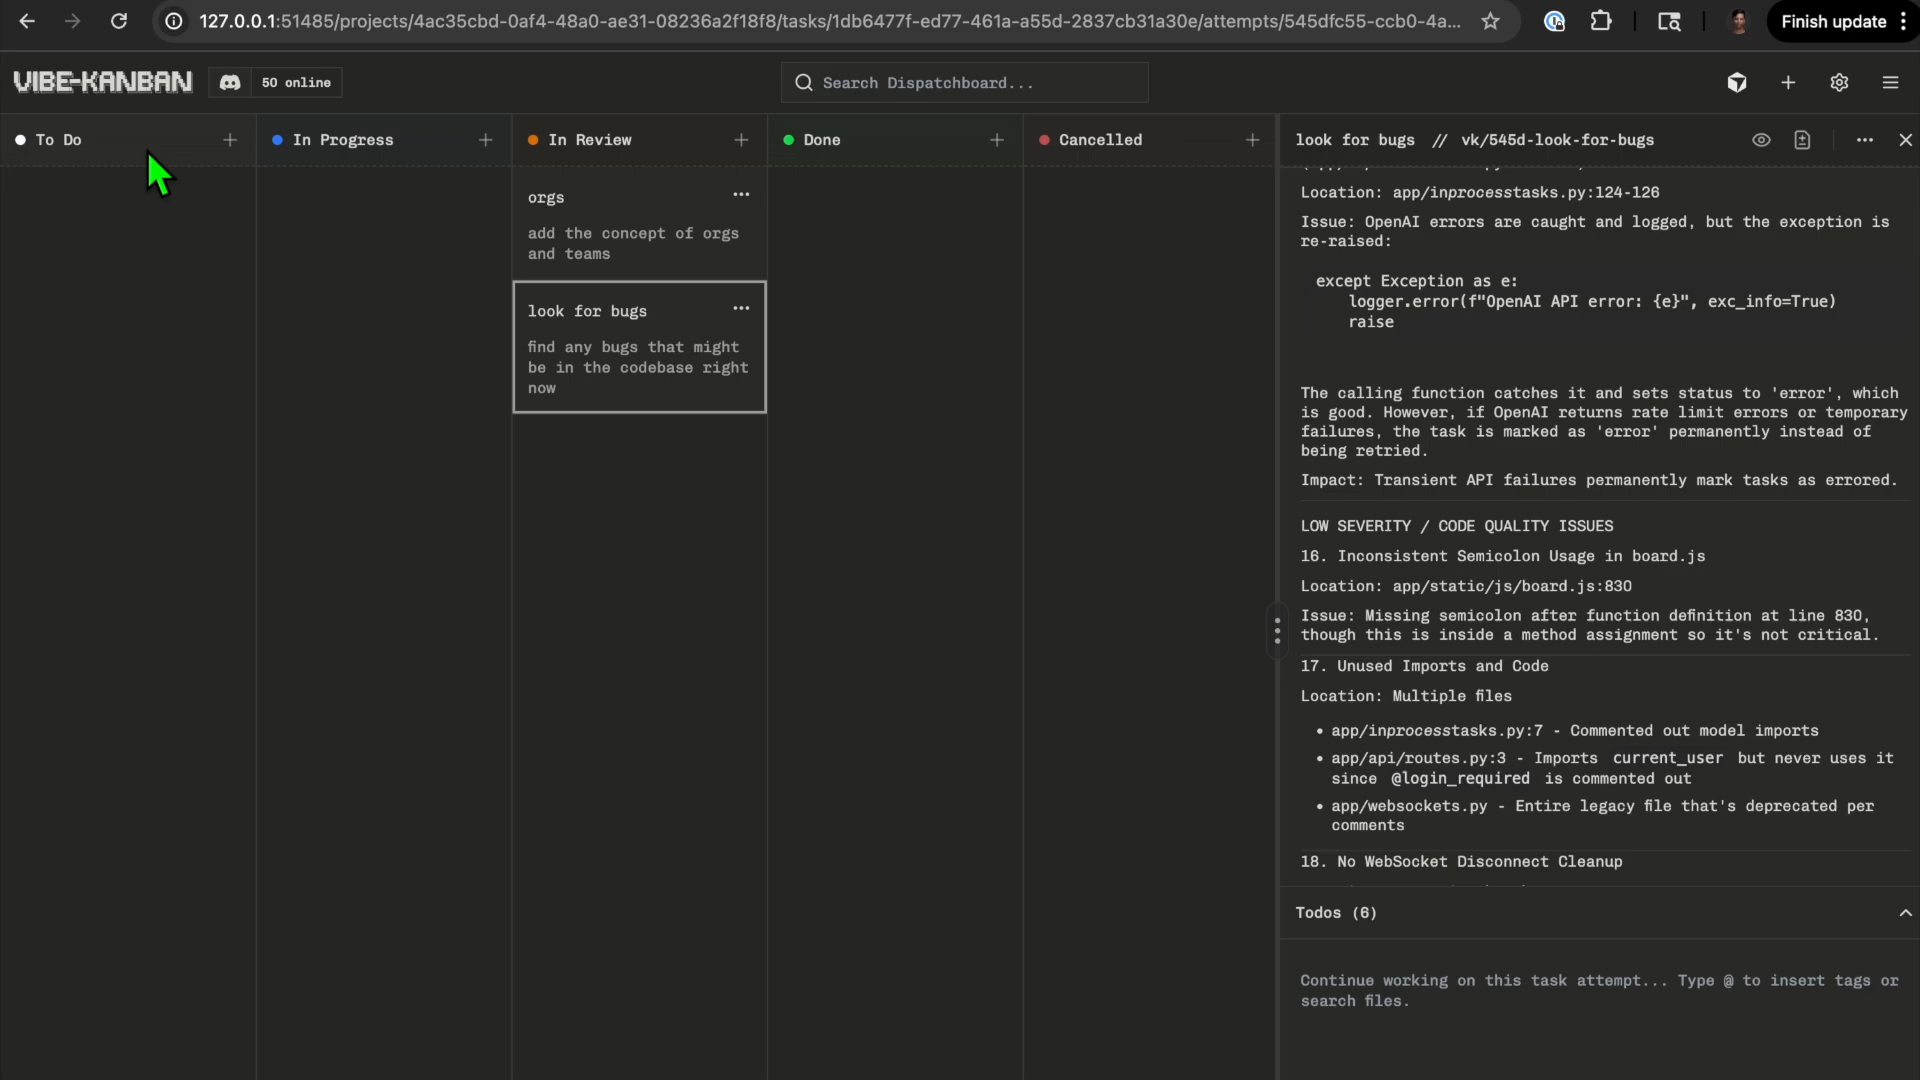 127.0.0.1:51485/projects/4ac35cbd-0af4-48a0-ae31-08236a2f18f8/tasks/1db6477f-ed77-461a-a55d-2837cb31a30e/attempts/545dfc55-ccb0-4a...
Finish update
VIBE-KANBAN
50 online
Search Dispatchboard...
To Do
In Progress
In Review
Done
Cancelled
orgs
add the concept of orgs
and teams
look for bugs
find any bugs that might
be in the codebase right
now
look for bugs // vk/545d-look-for-bugs
Location: app/inprocesstasks.py:124-126
Issue: OpenAI errors are caught and logged, but the exception is
re-raised:
except Exception as e:
logger.error(f"OpenAI API error: {e}", exc_info=True)
raise
The calling function catches it and sets status to 'error', which
is good. However, if OpenAI returns rate limit errors or temporary
failures, the task is marked as 'error' permanently instead of
being retried.
Impact: Transient API failures permanently mark tasks as errored.
LOW SEVERITY / CODE QUALITY ISSUES
16. Inconsistent Semicolon Usage in board.js
Location: app/static/js/board.js:830
Issue: Missing semicolon after function definition at line 830,
though this is inside a method assignment so it's not critical.
17. Unused Imports and Code
Location: Multiple files
• app/inprocesstasks.py:7 - Commented out model imports
• app/api/routes.py:3 - Imports current_user but never uses it
since @login_required is commented out
• app/websockets.py - Entire legacy file that's deprecated per
comments
18. No WebSocket Disconnect Cleanup
Todos (6)
Continue working on this task attempt... Type @ to insert tags or
search files.